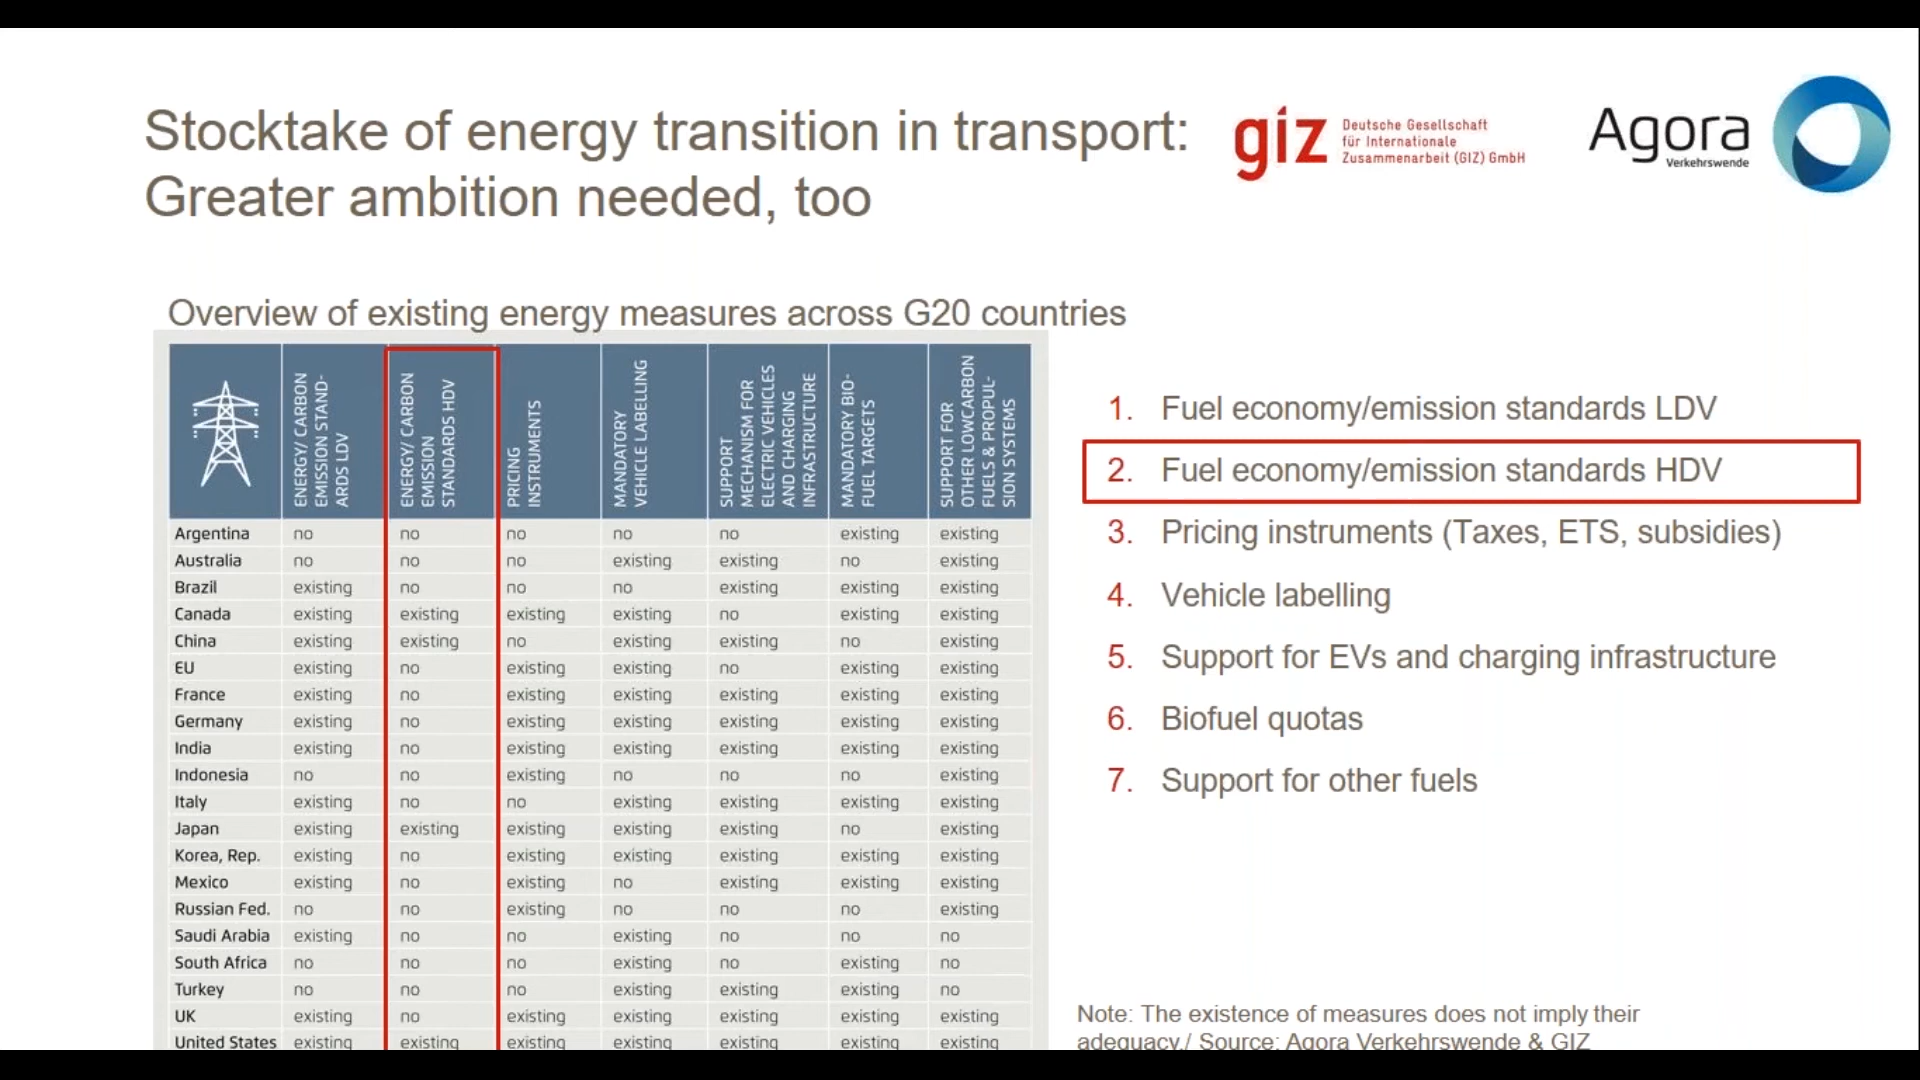 Stocktake of energy transition in transport:
Greater ambition needed, too
giz
Deutsche Gesellschaft
für Internationale
Zusammenarbeit (GIZ) GmbH
Agora
Verkehrswende
Overview of existing energy measures across G20 countries
ENERGY/ CARBON
EMISSION STAND-
ARDS LDV
ENERGY/ CARBON
EMISSION
STANDARDS HDV
PRICING
INSTRUMENTS
MANDATORY
VEHICLE LABELLING
SUPPORT
MECHANISM FOR
ELECTRIC VEHICLES
AND CHARGING
INFRASTRUCTURE
MANDATORY BIO-
FUEL TARGETS
SUPPORT FOR
OTHER LOWCARBON
FUELS & PROPUL-
SION SYSTEMS
Argentina no no no no no existing existing
Australia no no no existing existing no existing
Brazil existing no no no existing existing existing
Canada existing existing existing existing no existing existing
China existing existing no existing existing no existing
EU existing no existing existing no existing existing
France existing no existing existing existing existing existing
Germany existing no existing existing existing existing existing
India existing no existing existing existing existing existing
Indonesia no no existing no no no existing
Italy existing no no existing existing existing existing
Japan existing existing existing existing existing no existing
Korea, Rep. existing no existing existing existing existing existing
Mexico existing no existing no existing existing existing
Russian Fed. no no existing no no no existing
Saudi Arabia existing no no existing no no no
South Africa no no no existing no existing no
Turkey no no no existing existing existing no
UK existing no existing existing existing existing existing
United States existing existing existing existing existing existing existing
1. Fuel economy/emission standards LDV
2. Fuel economy/emission standards HDV
3. Pricing instruments (Taxes, ETS, subsidies)
4. Vehicle labelling
5. Support for EVs and charging infrastructure
6. Biofuel quotas
7. Support for other fuels
Note: The existence of measures does not imply their
adequacy./ Source: Agora Verkehrswende & GIZ